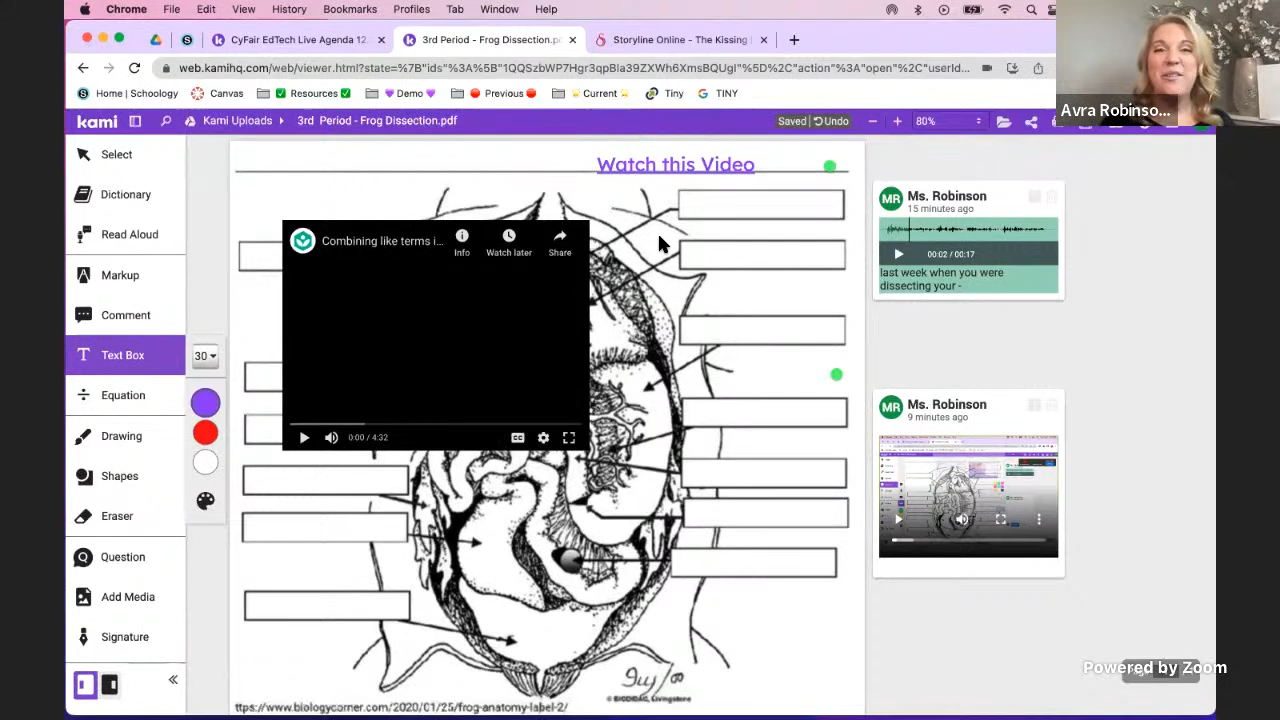 Chrome File Edit View History Bookmarks Profiles Tab Window Help
CyFair EdTech Live Agenda 12.
3rd Period - Frog Dissection.pd
Storyline Online - The Kissing
web.kamihq.com/web/viewer.html?state=%7B"ids"%3A%5B"1QQSzbWP7Hgr3qpBla39ZXWh6XmsBQUgl"%5D%2C"action"%3A"open"%2C"userId...
Home | Schoology Canvas Resources Demo Previous Current Tiny TINY
Avra Robinso...
kami Kami Uploads 3rd Period - Frog Dissection.pdf Saved Undo 80%
Select
Dictionary
Read Aloud
Markup
Comment
Text Box
30
Equation
Drawing
Shapes
Eraser
Question
Add Media
Signature
Watch this Video
Combining like terms i...
Info
Watch later
Share
0:00 / 4:32
CC
© BIODIDAC, Livingstone
ttps://www.biologycorner.com/2020/01/25/frog-anatomy-label-2/
MR
Ms. Robinson
15 minutes ago
00:02 / 00:17
last week when you were
dissecting your -
MR
Ms. Robinson
9 minutes ago
Powered by Zoom